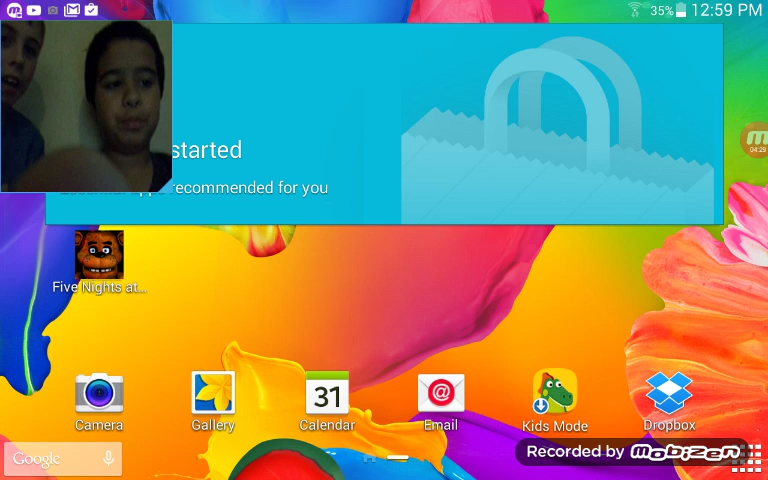 35% 12:59 PM
started
recommended for you
04:29
Five Nights at...
31
Camera
Gallery
Calendar
Email
Kids Mode
Dropbox
Google
Recorded by Mobizen